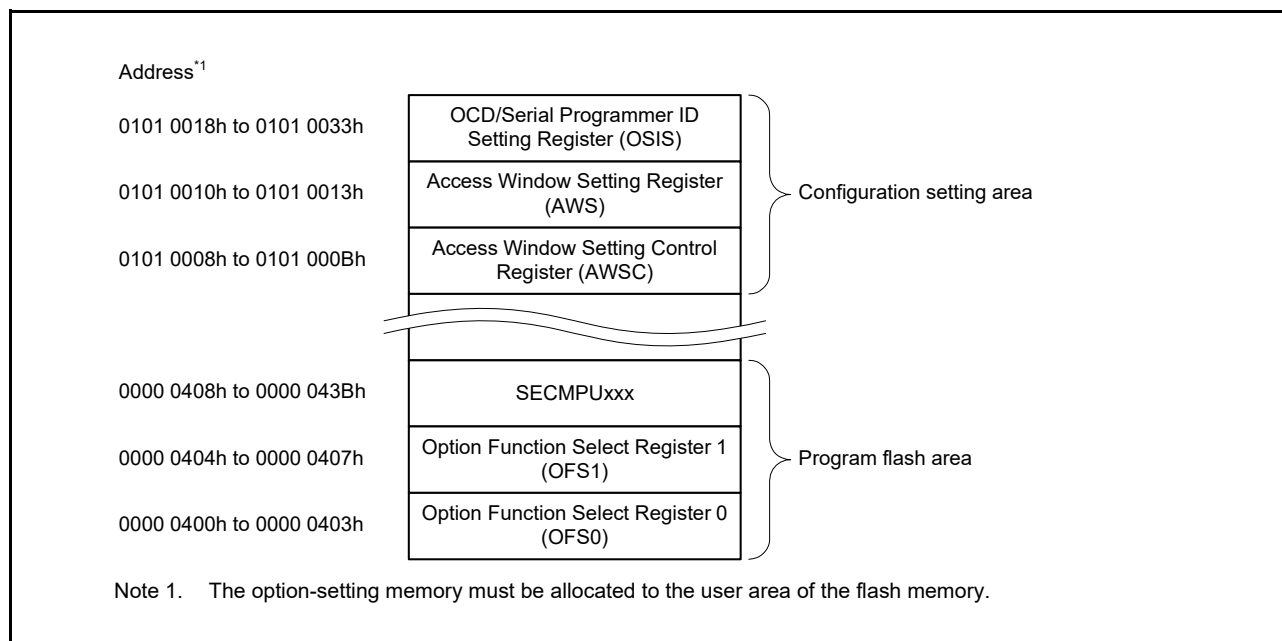 Address*1
0101 0018h to 0101 0033h
OCD/Serial Programmer ID
Setting Register (OSIS)
0101 0010h to 0101 0013h
Access Window Setting Register
(AWS)
Configuration setting area
0101 0008h to 0101 000Bh
Access Window Setting Control
Register (AWSC)
0000 0408h to 0000 043Bh
SECMPUxxx
0000 0404h to 0000 0407h
Option Function Select Register 1
(OFS1)
Program flash area
0000 0400h to 0000 0403h
Option Function Select Register 0
(OFS0)
Note 1. The option-setting memory must be allocated to the user area of the flash memory.